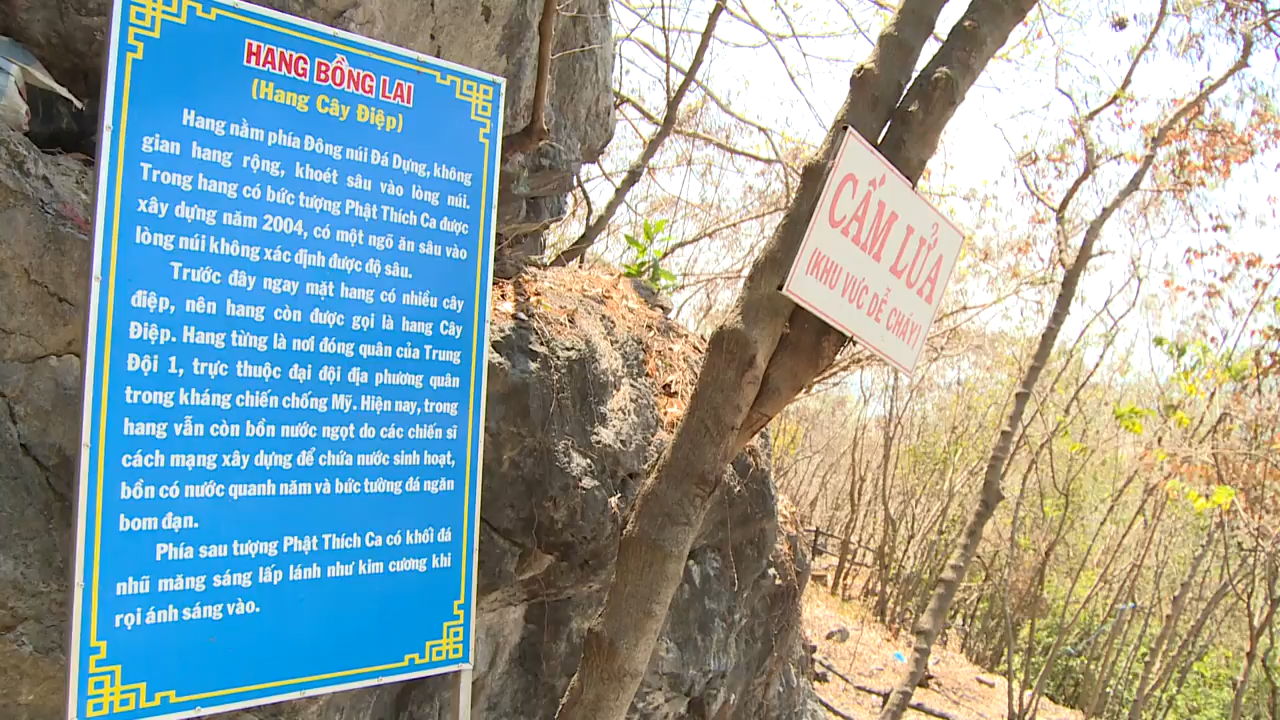 HANG BỒNG LAI
(Hang Cây Điệp)
Hang nằm phía Đông núi Đá Dựng, không
gian hang rộng, khoét sâu vào lòng núi.
Trong hang có bức tượng Phật Thích Ca được
xây dựng năm 2004, có một ngõ ăn sâu vào
lòng núi không xác định được độ sâu.
Trước đây ngay mặt hang có nhiều cây
điệp, nên hang còn được gọi là hang Cây
Điệp. Hang từng là nơi đóng quân của Trung
Đội 1, trực thuộc đại đội địa phương quân
trong kháng chiến chống Mỹ. Hiện nay, trong
hang vẫn còn bồn nước ngọt do các chiến sĩ
cách mạng xây dựng để chứa nước sinh hoạt,
bồn có nước quanh năm và bức tường đá ngăn
bom đạn.
Phía sau tượng Phật Thích Ca có khối đá
nhũ măng sáng lấp lánh như kim cương khi
rọi ánh sáng vào.
CẤM LỬA
(KHU VỰC DỄ CHÁY)